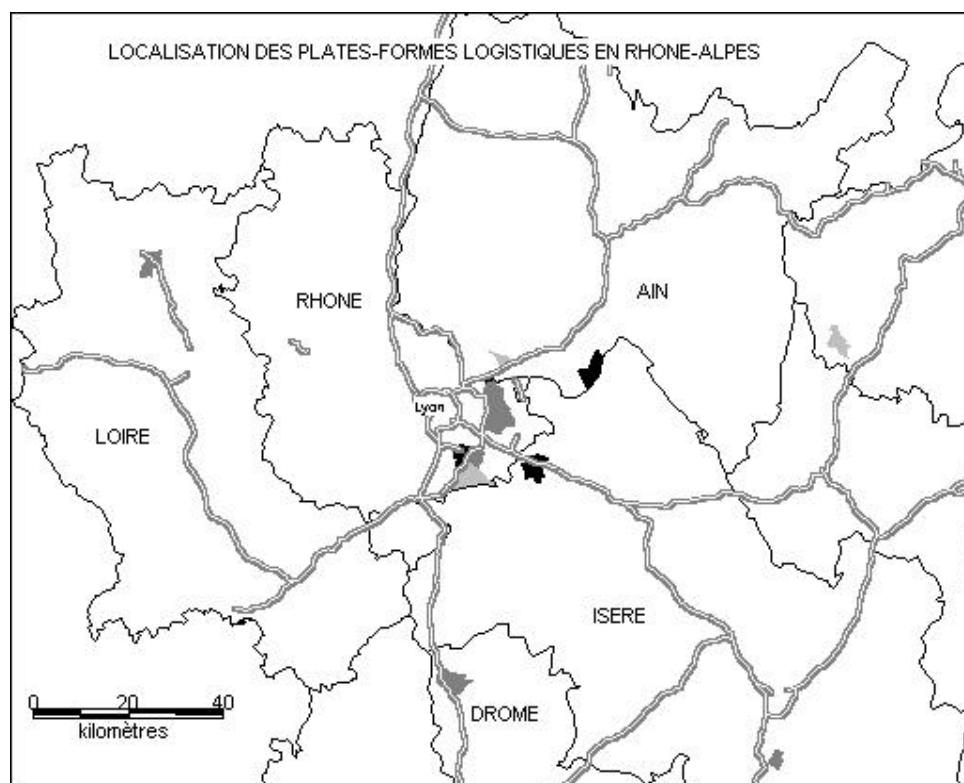 LOCALISATION DES PLATES-FORMES LOGISTIQUES EN RHONE-ALPES
RHONE
AIN
Lyon
LOIRE
ISERE
0 20 40
kilomètres
DROME